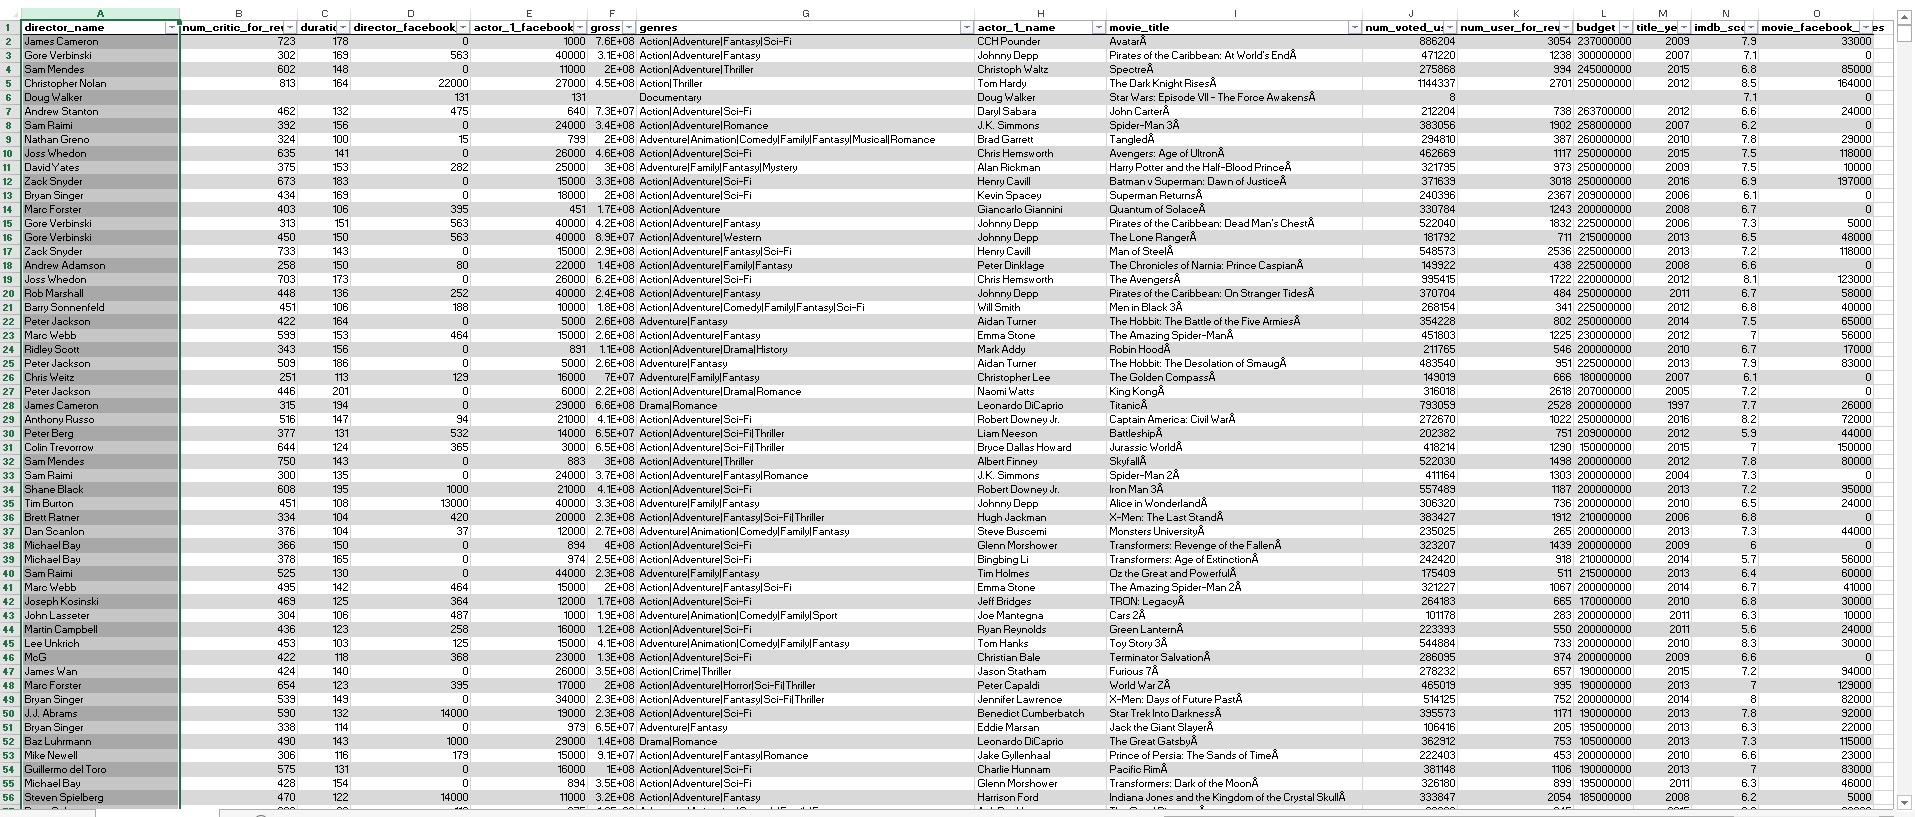 A B C D E F G H I J K L M N O
1 director_name num_critic_for_rev duratic director_facebook actor_1_facebook gross genres actor_1_name movie_title num_voted_us num_user_for_rev budget title_ye imdb_sco movie_facebook_ es
2 James Cameron 723 178 0 1000 7.6E+08 Action|Adventure|Fantasy|Sci-Fi CCH Pounder AvatarÂ 886204 3054 237000000 2009 7.9 33000
3 Gore Verbinski 302 169 563 40000 3.1E+08 Action|Adventure|Fantasy Johnny Depp Pirates of the Caribbean: At World's EndÂ 471220 1238 300000000 2007 7.1 0
4 Sam Mendes 602 148 0 11000 2E+08 Action|Adventure|Thriller Christoph Waltz SpectreÂ 275868 994 245000000 2015 6.8 85000
5 Christopher Nolan 813 164 22000 27000 4.5E+08 Action|Thriller Tom Hardy The Dark Knight RisesÂ 1144337 2701 250000000 2012 8.5 164000
6 Doug Walker 131 131 Documentary Doug Walker Star Wars: Episode VII - The Force AwakensÂ 8 7.1 0
7 Andrew Stanton 462 132 475 640 7.3E+07 Action|Adventure|Sci-Fi Daryl Sabara John CarterÂ 212204 738 263700000 2012 6.6 24000
8 Sam Raimi 392 156 0 24000 3.4E+08 Action|Adventure|Romance J.K. Simmons Spider-Man 3Â 383056 1902 258000000 2007 6.2 0
9 Nathan Greno 324 100 15 799 2E+08 Adventure|Animation|Comedy|Family|Fantasy|Musical|Romance Brad Garrett TangledÂ 294810 387 260000000 2010 7.8 29000
10 Joss Whedon 635 141 0 26000 4.6E+08 Action|Adventure|Sci-Fi Chris Hemsworth Avengers: Age of UltronÂ 462669 1117 250000000 2015 7.5 118000
11 David Yates 375 153 282 25000 3E+08 Adventure|Family|Fantasy|Mystery Alan Rickman Harry Potter and the Half-Blood PrinceÂ 321795 973 250000000 2009 7.5 10000
12 Zack Snyder 673 183 0 15000 3.3E+08 Action|Adventure|Sci-Fi Henry Cavill Batman v Superman: Dawn of JusticeÂ 371639 3018 250000000 2016 6.9 197000
13 Bryan Singer 434 169 0 18000 2E+08 Action|Adventure|Sci-Fi Kevin Spacey Superman ReturnsÂ 240396 2367 209000000 2006 6.1 0
14 Marc Forster 403 106 395 451 1.7E+08 Action|Adventure Giancarlo Giannini Quantum of SolaceÂ 330784 1243 200000000 2008 6.7 0
15 Gore Verbinski 313 151 563 40000 4.2E+08 Action|Adventure|Fantasy Johnny Depp Pirates of the Caribbean: Dead Man's ChestÂ 522040 1832 225000000 2006 7.3 5000
16 Gore Verbinski 450 150 563 40000 8.9E+07 Action|Adventure|Western Johnny Depp The Lone RangerÂ 181792 711 215000000 2013 6.5 48000
17 Zack Snyder 733 143 0 15000 2.9E+08 Action|Adventure|Fantasy|Sci-Fi Henry Cavill Man of SteelÂ 548573 2536 225000000 2013 7.2 118000
18 Andrew Adamson 258 150 80 22000 1.4E+08 Action|Adventure|Family|Fantasy Peter Dinklage The Chronicles of Narnia: Prince CaspianÂ 149922 438 225000000 2008 6.6 0
19 Joss Whedon 703 173 0 26000 6.2E+08 Action|Adventure|Sci-Fi Chris Hemsworth The AvengersÂ 995415 1722 220000000 2012 8.1 123000
20 Rob Marshall 448 136 252 40000 2.4E+08 Action|Adventure|Fantasy Johnny Depp Pirates of the Caribbean: On Stranger TidesÂ 370704 484 250000000 2011 6.7 58000
21 Barry Sonnenfeld 451 106 188 10000 1.8E+08 Action|Adventure|Comedy|Family|Fantasy|Sci-Fi Will Smith Men in Black 3Â 268154 341 225000000 2012 6.8 40000
22 Peter Jackson 422 164 0 5000 2.6E+08 Adventure|Fantasy Aidan Turner The Hobbit: The Battle of the Five ArmiesÂ 354228 802 250000000 2014 7.5 65000
23 Marc Webb 599 153 464 15000 2.6E+08 Action|Adventure|Fantasy Emma Stone The Amazing Spider-ManÂ 451803 1225 230000000 2012 7 56000
24 Ridley Scott 343 156 0 891 1.1E+08 Action|Adventure|Drama|History Mark Addy Robin HoodÂ 211765 546 200000000 2010 6.7 17000
25 Peter Jackson 509 186 0 5000 2.6E+08 Adventure|Fantasy Aidan Turner The Hobbit: The Desolation of SmaugÂ 483540 951 225000000 2013 7.9 83000
26 Chris Weitz 251 113 129 16000 7E+07 Adventure|Family|Fantasy Christopher Lee The Golden CompassÂ 149019 666 180000000 2007 6.1 0
27 Peter Jackson 446 201 0 6000 2.2E+08 Action|Adventure|Drama|Romance Naomi Watts King KongÂ 316018 2618 207000000 2005 7.2 0
28 James Cameron 315 194 0 29000 6.6E+08 Drama|Romance Leonardo DiCaprio TitanicÂ 793059 2528 200000000 1997 7.7 26000
29 Anthony Russo 516 147 94 21000 4.1E+08 Action|Adventure|Sci-Fi Robert Downey Jr. Captain America: Civil WarÂ 272670 1022 250000000 2016 8.2 72000
30 Peter Berg 377 131 532 14000 6.5E+07 Action|Adventure|Sci-Fi|Thriller Liam Neeson BattleshipÂ 202382 751 209000000 2012 5.9 44000
31 Colin Trevorrow 644 124 365 3000 6.5E+08 Action|Adventure|Sci-Fi|Thriller Bryce Dallas Howard Jurassic WorldÂ 418214 1290 150000000 2015 7 150000
32 Sam Mendes 750 143 0 883 3E+08 Action|Adventure|Thriller Albert Finney SkyfallÂ 522030 1498 200000000 2012 7.8 80000
33 Sam Raimi 300 135 0 24000 3.7E+08 Action|Adventure|Fantasy|Romance J.K. Simmons Spider-Man 2Â 411164 1303 200000000 2004 7.3 0
34 Shane Black 608 195 1000 21000 4.1E+08 Action|Adventure|Sci-Fi Robert Downey Jr. Iron Man 3Â 557489 1187 200000000 2013 7.2 95000
35 Tim Burton 451 108 13000 40000 3.3E+08 Adventure|Family|Fantasy Johnny Depp Alice in WonderlandÂ 306320 736 200000000 2010 6.5 24000
36 Brett Ratner 334 104 420 20000 2.3E+08 Action|Adventure|Fantasy|Sci-Fi|Thriller Hugh Jackman X-Men: The Last StandÂ 383427 1912 210000000 2006 6.8 0
37 Dan Scanlon 376 104 37 12000 2.7E+08 Adventure|Animation|Comedy|Family|Fantasy Steve Buscemi Monsters UniversityÂ 235025 265 200000000 2013 7.3 44000
38 Michael Bay 366 150 0 894 4E+08 Action|Adventure|Sci-Fi Glenn Morshower Transformers: Revenge of the FallenÂ 323207 1439 200000000 2009 6 0
39 Michael Bay 378 165 0 974 2.5E+08 Action|Adventure|Sci-Fi Bingbing Li Transformers: Age of ExtinctionÂ 242420 918 210000000 2014 5.7 56000
40 Sam Raimi 525 130 0 44000 2.3E+08 Adventure|Family|Fantasy Tim Holmes Oz the Great and PowerfulÂ 175409 511 215000000 2013 6.4 60000
41 Marc Webb 495 142 464 15000 2E+08 Action|Adventure|Fantasy|Sci-Fi Emma Stone The Amazing Spider-Man 2Â 321227 1067 200000000 2014 6.7 41000
42 Joseph Kosinski 469 125 364 12000 1.7E+08 Action|Adventure|Sci-Fi Jeff Bridges TRON: LegacyÂ 264183 665 170000000 2010 6.8 30000
43 John Lasseter 304 106 487 1000 1.9E+08 Adventure|Animation|Comedy|Family|Sport Joe Mantegna Cars 2Â 101178 283 200000000 2011 6.3 10000
44 Martin Campbell 436 123 258 16000 1.2E+08 Action|Adventure|Sci-Fi Ryan Reynolds Green LanternÂ 223393 550 200000000 2011 5.6 24000
45 Lee Unkrich 453 103 125 15000 4.1E+08 Adventure|Animation|Comedy|Family|Fantasy Tom Hanks Toy Story 3Â 544884 733 200000000 2010 8.3 30000
46 McG 422 118 368 23000 1.3E+08 Action|Adventure|Sci-Fi Christian Bale Terminator SalvationÂ 286095 974 200000000 2009 6.6 0
47 James Wan 424 140 0 26000 3.5E+08 Action|Crime|Thriller Jason Statham Furious 7Â 278232 657 190000000 2015 7.2 94000
48 Marc Forster 654 123 395 17000 2E+08 Action|Adventure|Horror|Sci-Fi|Thriller Peter Capaldi World War ZÂ 465019 995 190000000 2013 7 129000
49 Bryan Singer 539 149 0 34000 2.3E+08 Action|Adventure|Fantasy|Sci-Fi|Thriller Jennifer Lawrence X-Men: Days of Future PastÂ 514125 752 200000000 2014 8 82000
50 J.J. Abrams 590 132 14000 19000 2.3E+08 Action|Adventure|Sci-Fi Benedict Cumberbatch Star Trek Into DarknessÂ 395573 1171 190000000 2013 7.8 92000
51 Bryan Singer 338 114 0 979 6.5E+07 Adventure|Fantasy Eddie Marsan Jack the Giant SlayerÂ 106416 205 195000000 2013 6.3 22000
52 Baz Luhrmann 490 143 1000 29000 1.4E+08 Drama|Romance Leonardo DiCaprio The Great GatsbyÂ 362912 753 105000000 2013 7.3 115000
53 Mike Newell 306 116 179 15000 9.1E+07 Action|Adventure|Fantasy|Romance Jake Gyllenhaal Prince of Persia: The Sands of TimeÂ 222403 453 200000000 2010 6.6 23000
54 Guillermo del Toro 575 131 0 16000 1E+08 Action|Adventure|Sci-Fi Charlie Hunnam Pacific RimÂ 381148 1106 190000000 2013 7 83000
55 Michael Bay 428 154 0 894 3.5E+08 Action|Adventure|Sci-Fi Glenn Morshower Transformers: Dark of the MoonÂ 326180 899 195000000 2011 6.3 46000
56 Steven Spielberg 470 122 14000 11000 3.2E+08 Action|Adventure|Fantasy Harrison Ford Indiana Jones and the Kingdom of the Crystal SkullÂ 333847 2054 185000000 2008 6.2 5000